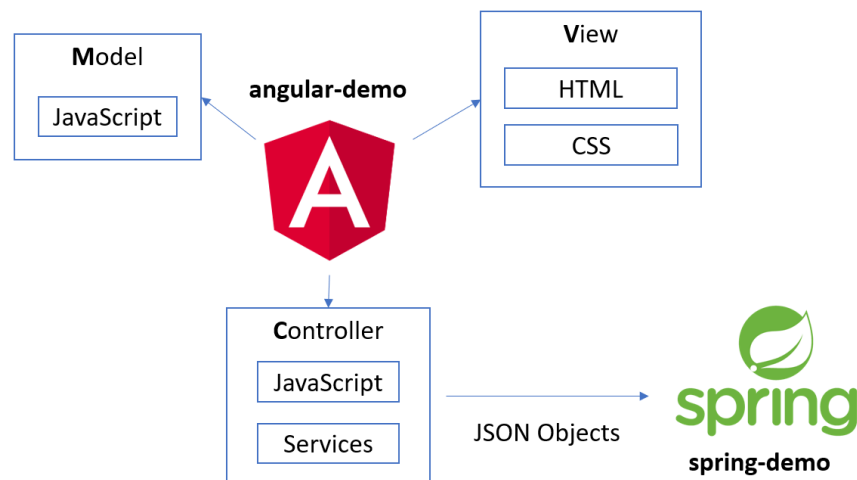 Model
JavaScript
angular-demo
View
HTML
CSS
A
Controller
JavaScript
Services
JSON Objects
spring
spring-demo